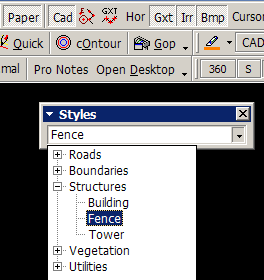 Paper Cad GXT Hor Gxt Irr Bmp Cursor
Quick cOntour Gop CAD
mal Pro Notes Open Desktop 360 S
Styles
Fence
Roads
Boundaries
Structures
Building
Fence
Tower
Vegetation
Utilities